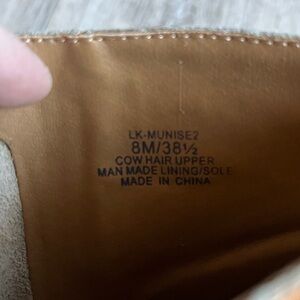 LK-MUNISE2
8M/38½
COW HAIR UPPER
MAN MADE LINING/SOLE
MADE IN CHINA